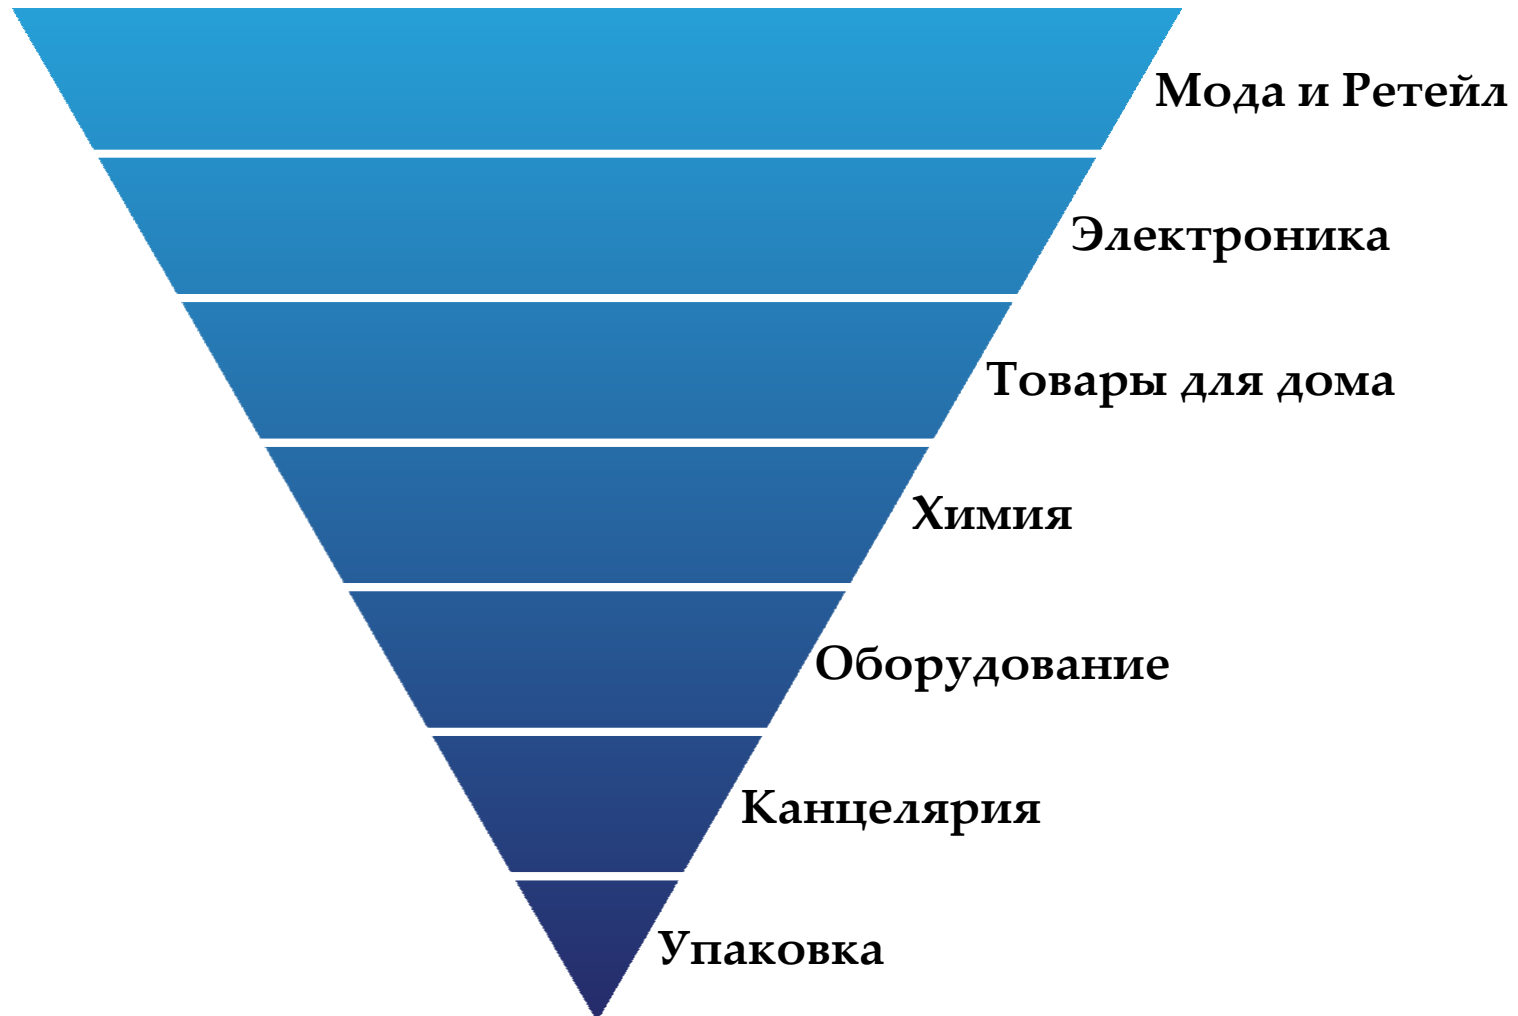 Мода и Ретейл
Электроника
Товары для дома
Химия
Оборудование
Канцелярия
Упаковка